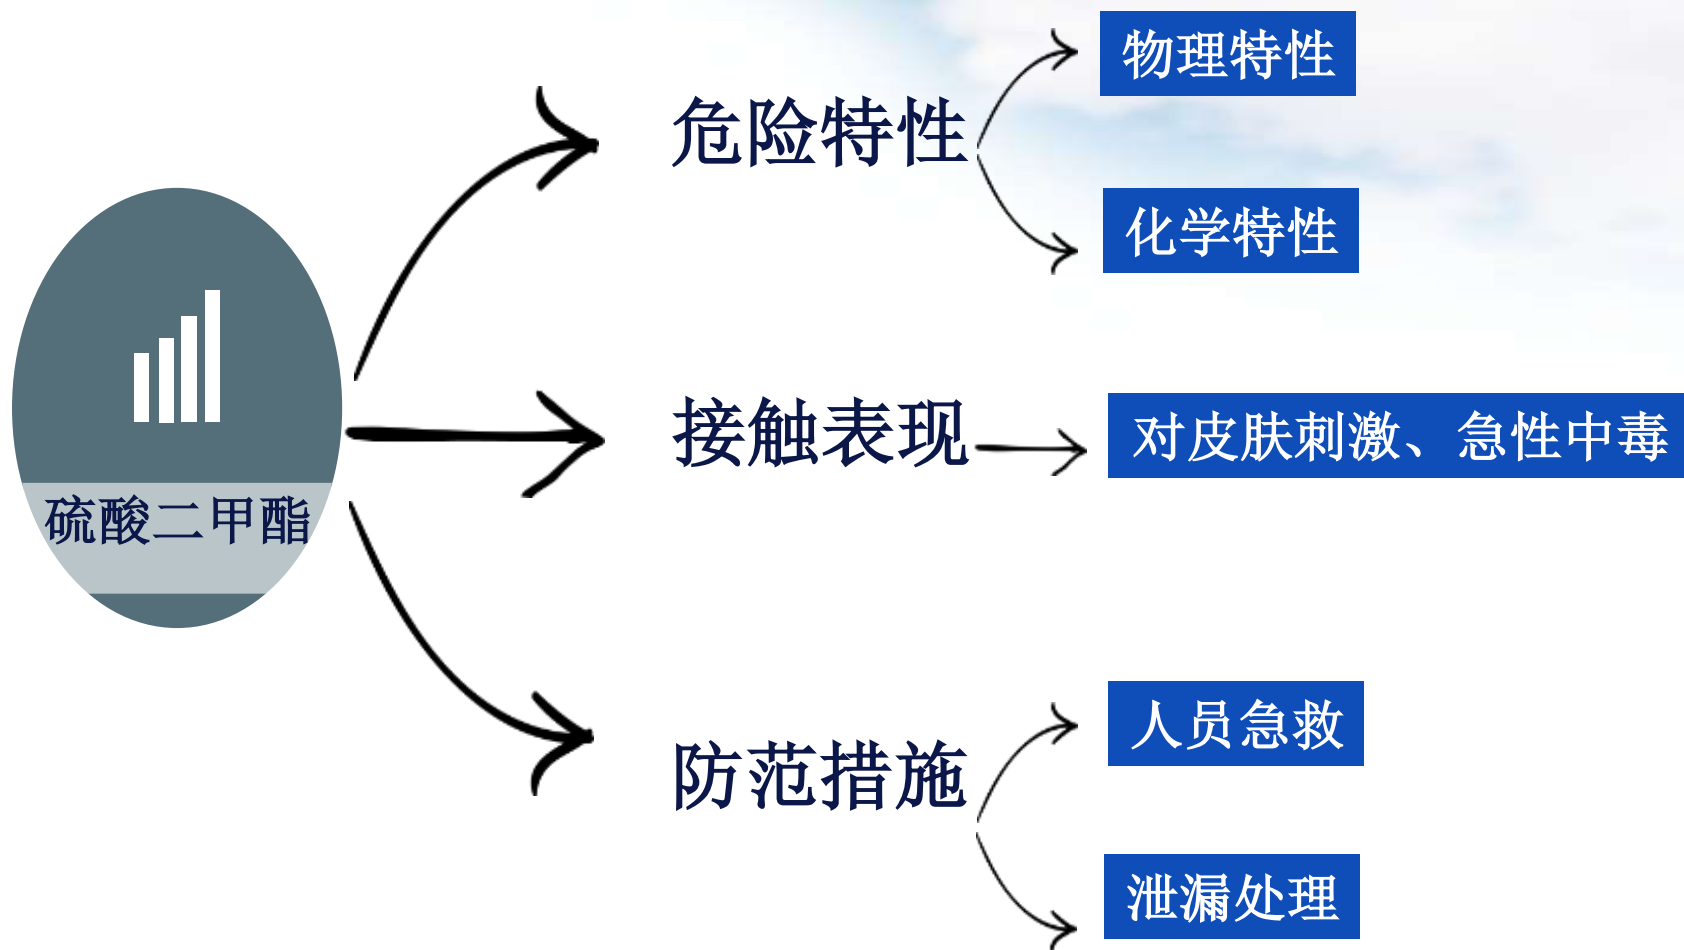 硫酸二甲酯
危险特性
物理特性
化学特性
接触表现
对皮肤刺激、急性中毒
防范措施
人员急救
泄漏处理